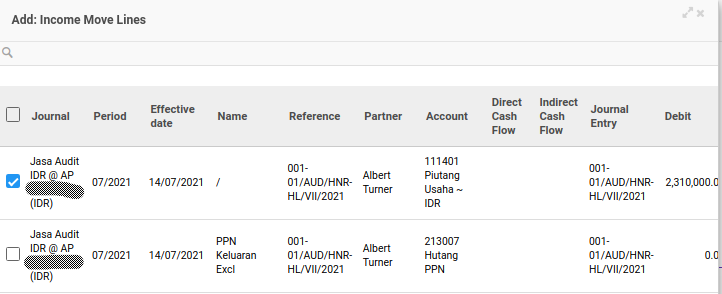 Add: Income Move Lines
Journal Period Effective date Name Reference Partner Account Direct Cash Flow Indirect Cash Flow Journal Entry Debit
Jasa Audit IDR @ AP (IDR) 07/2021 14/07/2021 / 001-01/AUD/HNR-HL/VII/2021 Albert Turner 111401 Piutang Usaha ~ IDR 001-01/AUD/HNR-HL/VII/2021 2,310,000.0
Jasa Audit IDR @ AP (IDR) 07/2021 14/07/2021 PPN Keluaran Excl 001-01/AUD/HNR-HL/VII/2021 Albert Turner 213007 Hutang PPN 001-01/AUD/HNR-HL/VII/2021 0.0